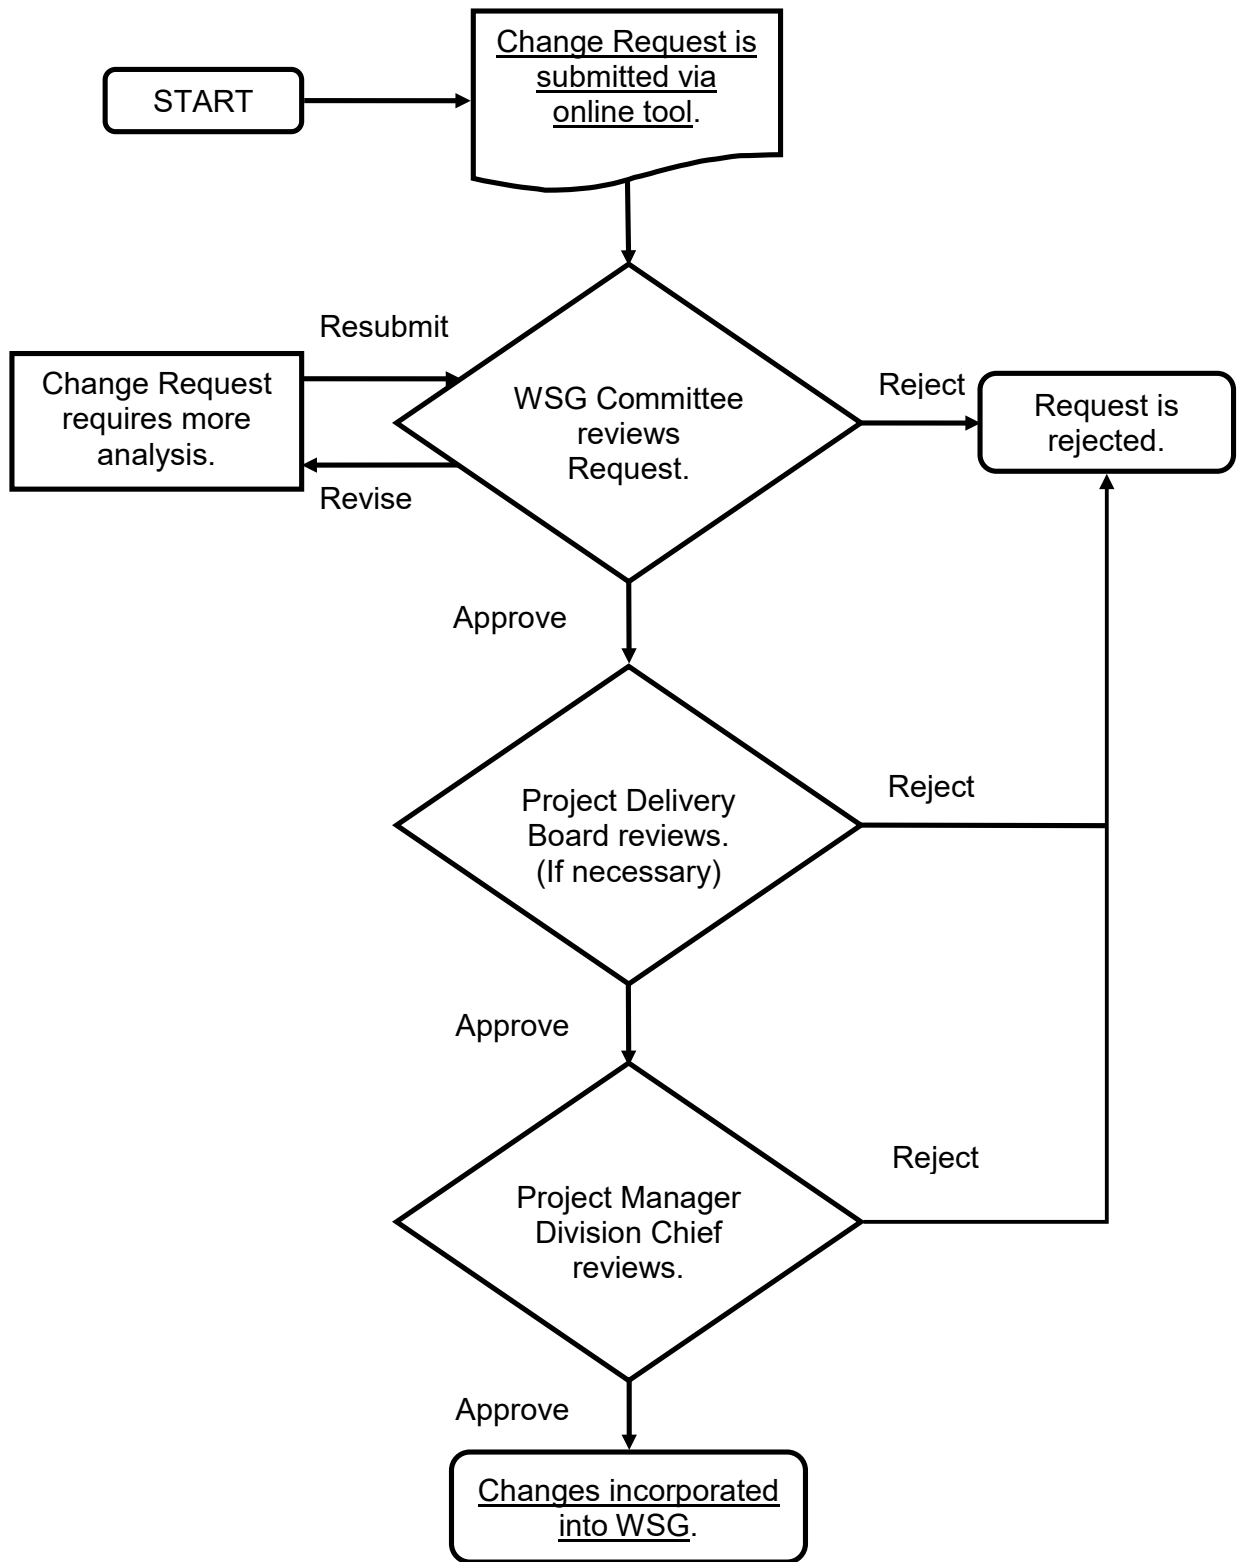 Change Request is
submitted via
online tool.
START
Resubmit
Change Request
requires more
analysis.
Revise
WSG Committee
reviews
Request.
Reject
Request is
rejected.
Approve
Project Delivery
Board reviews.
(If necessary)
Reject
Approve
Project Manager
Division Chief
reviews.
Reject
Approve
Changes incorporated
into WSG.